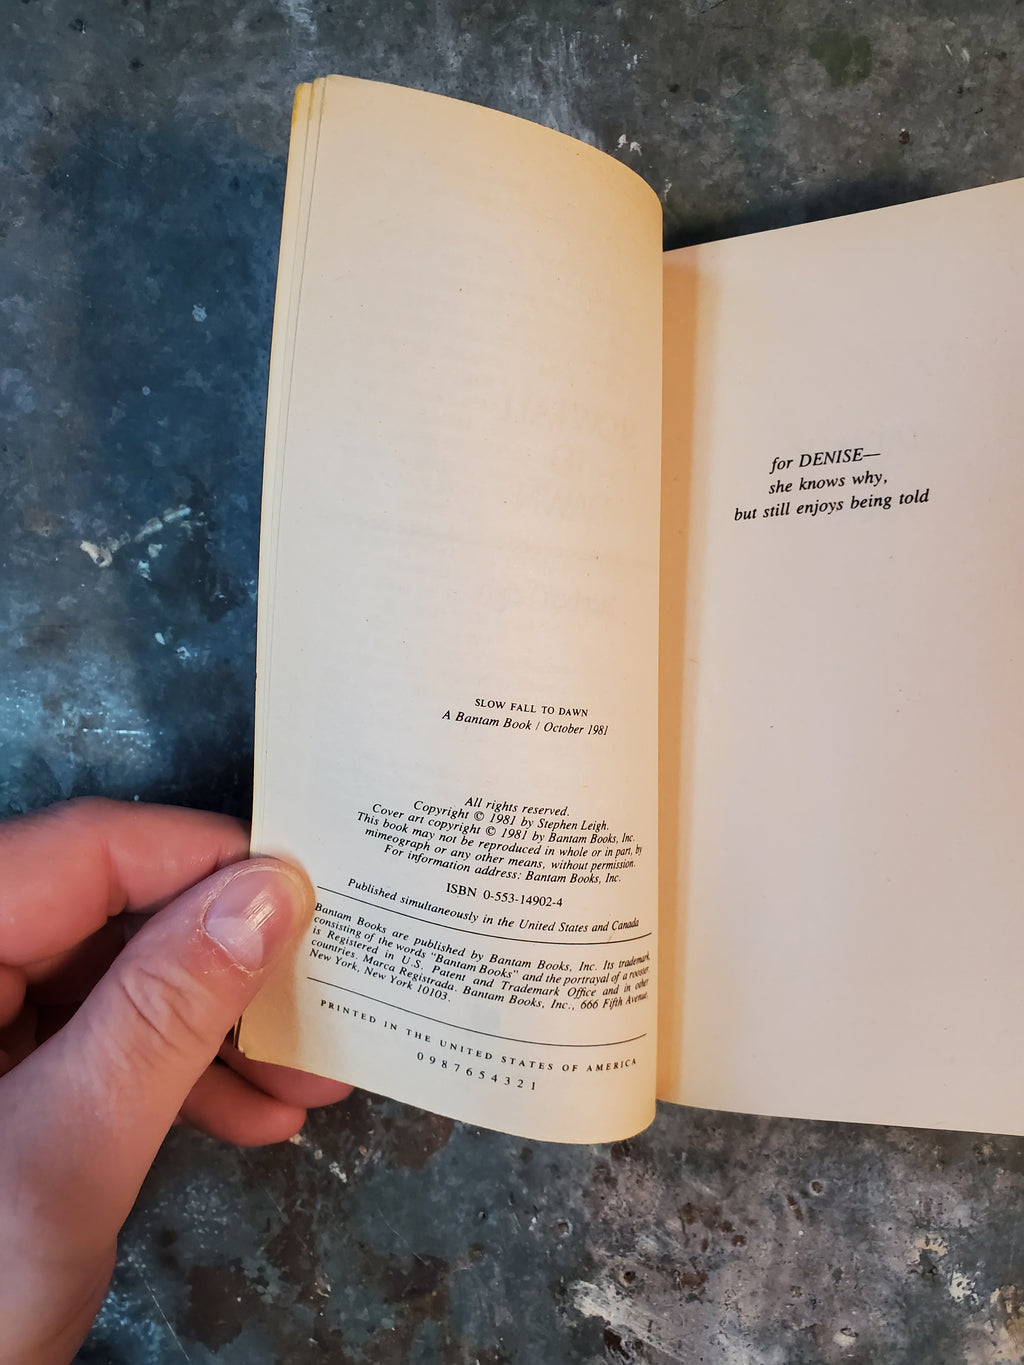 SLOW FALL TO DAWN
A Bantam Book / October 1981
All rights reserved.
Copyright © 1981 by Stephen Leigh.
Cover art copyright © 1981 by Bantam Books, Inc.
This book may not be reproduced in whole or in part, by
mimeograph or any other means, without permission.
For information address: Bantam Books, Inc.
ISBN 0-553-14902-4
Published simultaneously in the United States and Canada
Bantam Books are published by Bantam Books, Inc. Its trademark,
consisting of the words "Bantam Books" and the portrayal of a rooster,
is Registered in U.S. Patent and Trademark Office and in other
countries. Marca Registrada. Bantam Books, Inc., 666 Fifth Avenue,
New York, New York 10103.
PRINTED IN THE UNITED STATES OF AMERICA
0 9 8 7 6 5 4 3 2 1
for DENISE—
she knows why,
but still enjoys being told